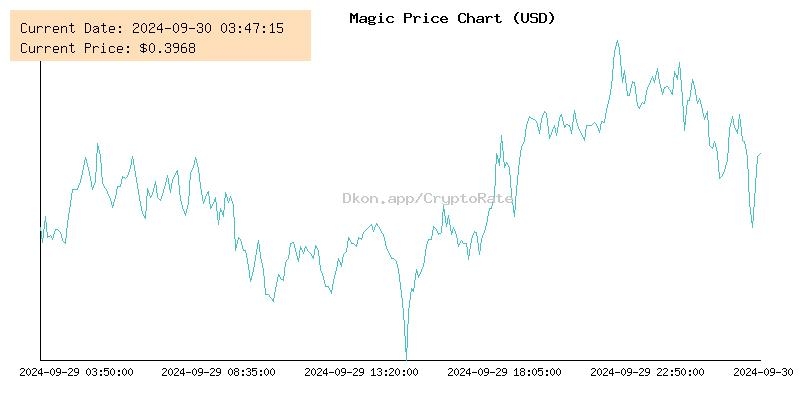 Magic Price Chart (USD)
Current Date: 2024-09-30 03:47:15
Current Price: $0.3968
Dkon.app/CryptoRate
2024-09-29 03:50:00 2024-09-29 08:35:00 2024-09-29 13:20:00 2024-09-29 18:05:00 2024-09-29 22:50:00 2024-09-30